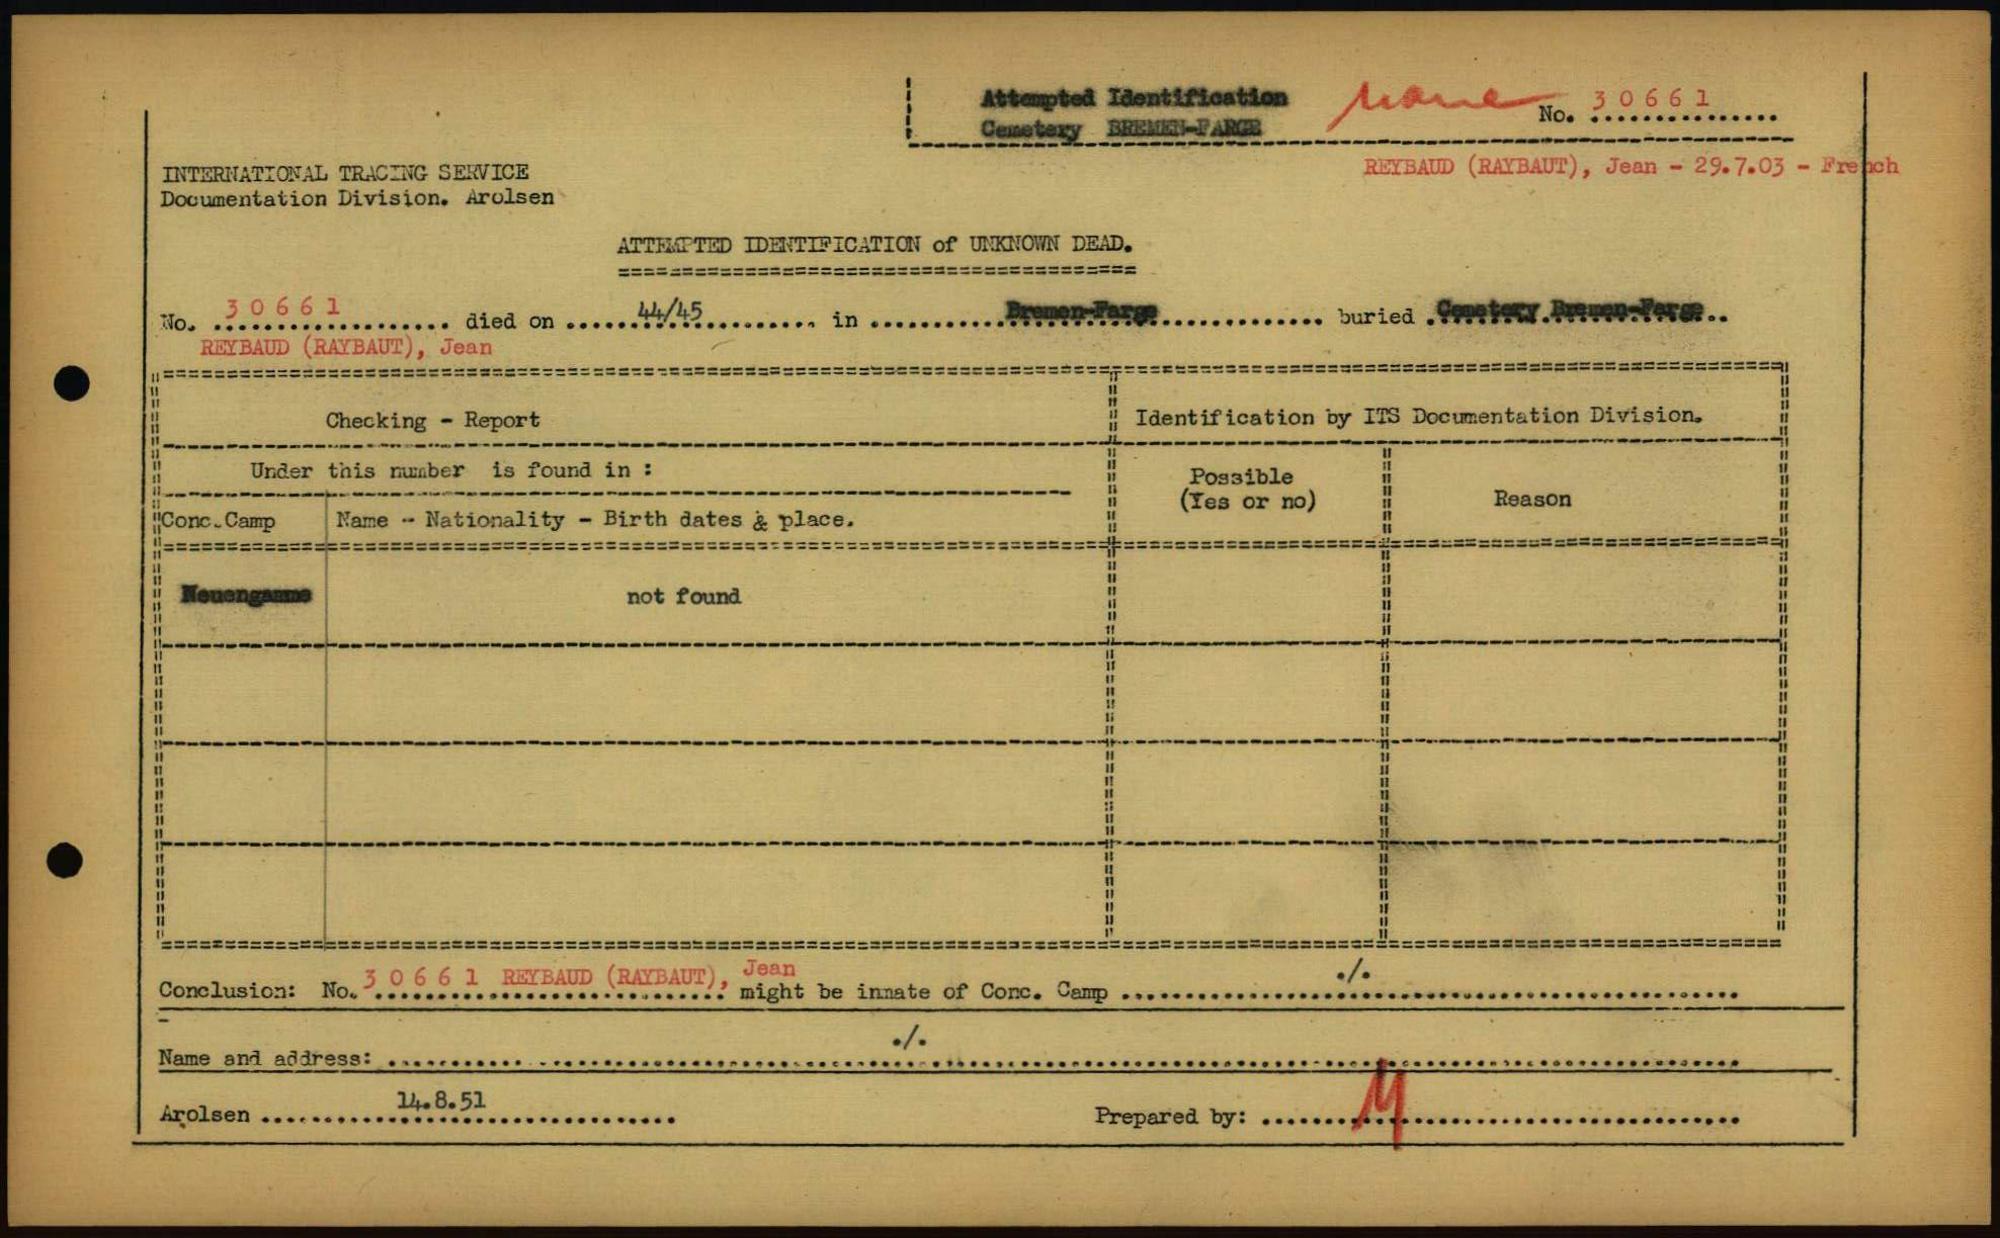 Attempted Identification
Cemetery BREMEN-FARGE
No. 30661
REYBAUD (RAYBAUT), Jean - 29.7.03 - French
INTERNATIONAL TRACING SERVICE
Documentation Division. Arolsen
ATTEMPTED IDENTIFICATION of UNKNOWN DEAD.
No. 30661 died on 44/45 in Bremen-Farge buried Cemetery Bremen-Farge
REYBAUD (RAYBAUT), Jean
Checking - Report
Identification by ITS Documentation Division.
Under this number is found in :
Possible
(Yes or no)
Reason
Conc. Camp
Name - Nationality - Birth dates & place.
Neuengamme
not found
Conclusion: No. 30661 REYBAUD (RAYBAUT), Jean might be inmate of Conc. Camp ./.
Name and address: ./.
Arolsen 14.8.51
Prepared by: